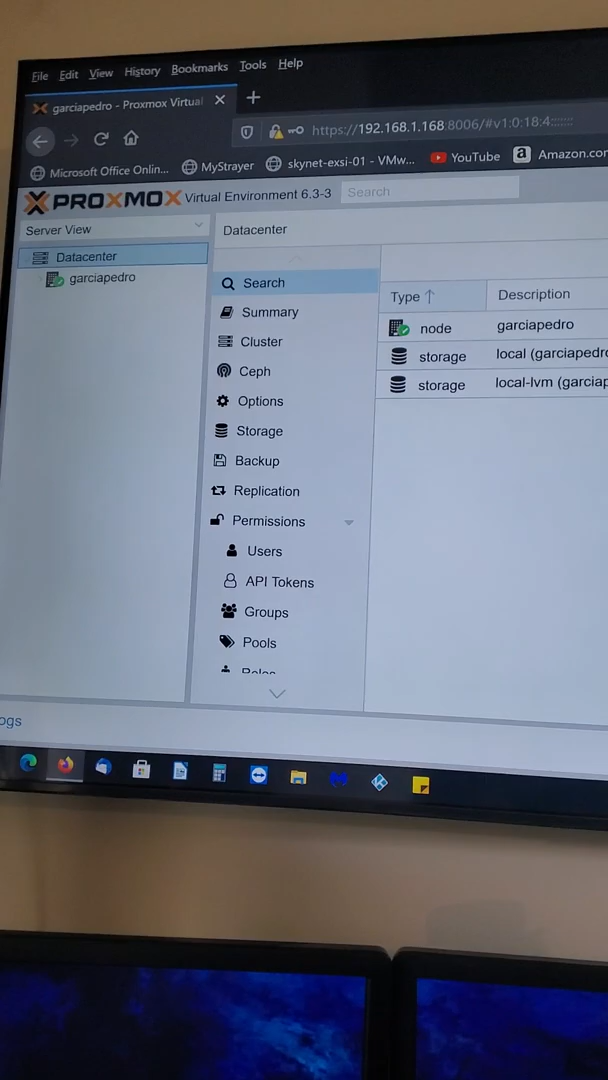 File Edit View History Bookmarks Tools Help
garciapedro - Proxmox Virtual
https://192.168.1.168:8006/#v1:0:18:4:::::::
Microsoft Office Onlin... MyStrayer skynet-exsi-01 - VMw... YouTube Amazon.co
PROXMOX Virtual Environment 6.3-3 Search
Server View
Datacenter
garciapedro
Datacenter
Search
Summary
Cluster
Ceph
Options
Storage
Backup
Replication
Permissions
Users
API Tokens
Groups
Pools
Roles
Type Description
node garciapedro
storage local (garciapedro
storage local-lvm (garciap
ogs